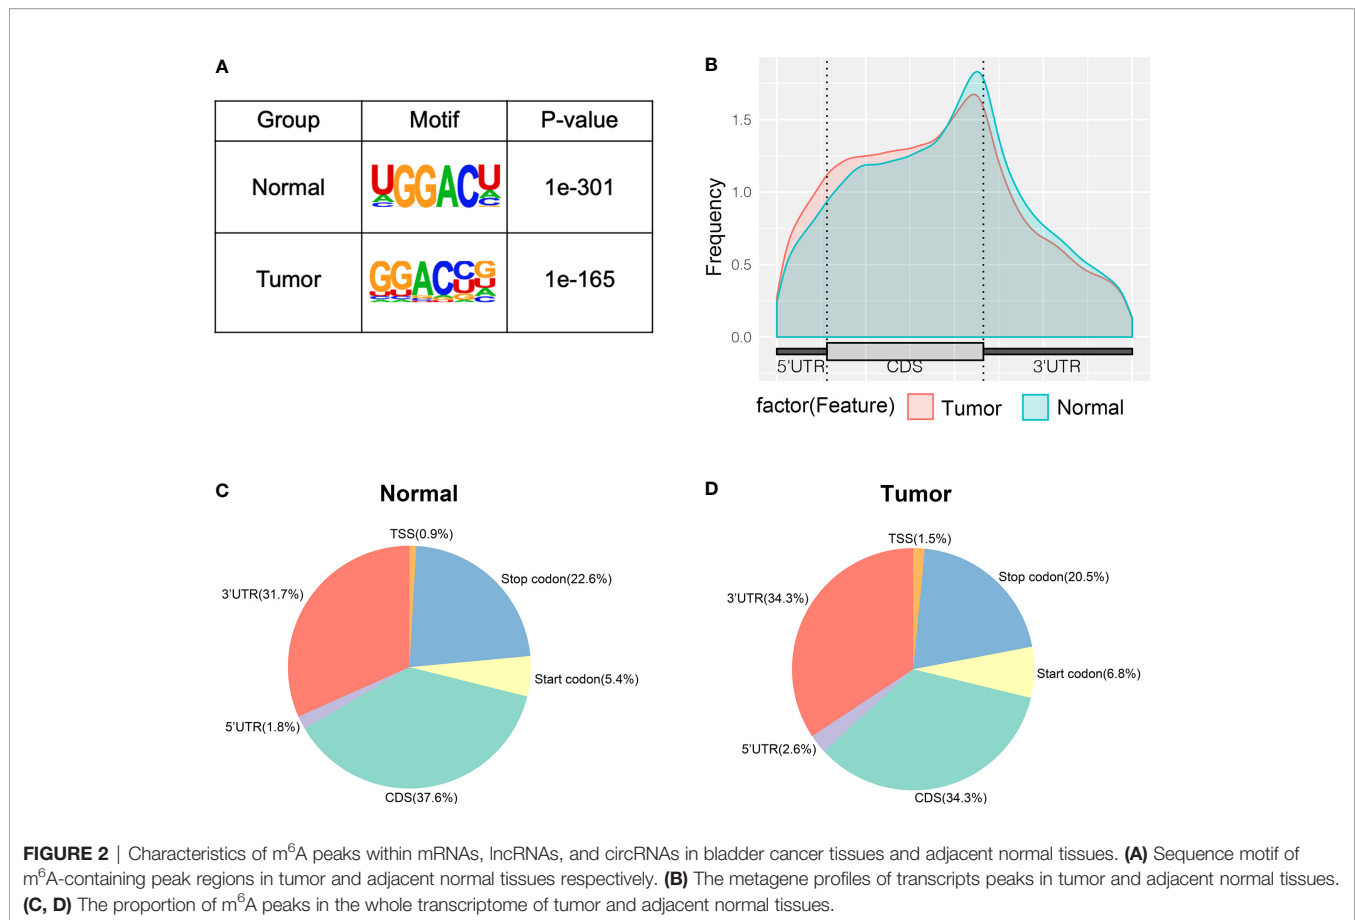 A
Group Motif P-value
Normal UGGACU 1e-301
Tumor GGACCG 1e-165
B
Frequency
1.5
1.0
0.5
0.0
5'UTR CDS 3'UTR
factor(Feature) Tumor Normal
C
Normal
TSS(0.9%)
Stop codon(22.6%)
3'UTR(31.7%)
Start codon(5.4%)
5'UTR(1.8%)
CDS(37.6%)
D
Tumor
TSS(1.5%)
Stop codon(20.5%)
3'UTR(34.3%)
Start codon(6.8%)
5'UTR(2.6%)
CDS(34.3%)
FIGURE 2 | Characteristics of m⁶A peaks within mRNAs, lncRNAs, and circRNAs in bladder cancer tissues and adjacent normal tissues. (A) Sequence motif of
m⁶A-containing peak regions in tumor and adjacent normal tissues respectively. (B) The metagene profiles of transcripts peaks in tumor and adjacent normal tissues.
(C, D) The proportion of m⁶A peaks in the whole transcriptome of tumor and adjacent normal tissues.